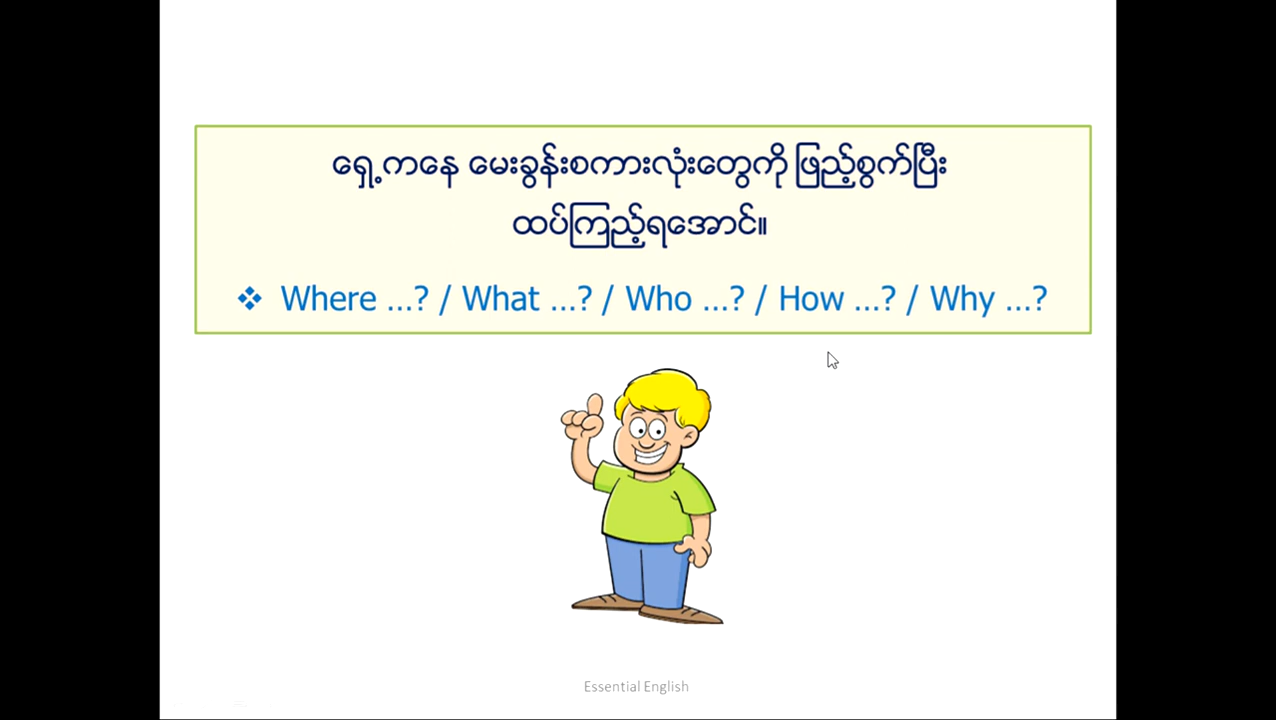 ရှေ့ကနေ မေးခွန်းစကားလုံးတွေကို ဖြည့်စွက်ပြီး
ထပ်ကြည့်ရအောင်။
❖ Where ...? / What ...? / Who ...? / How ...? / Why ...?
Essential English